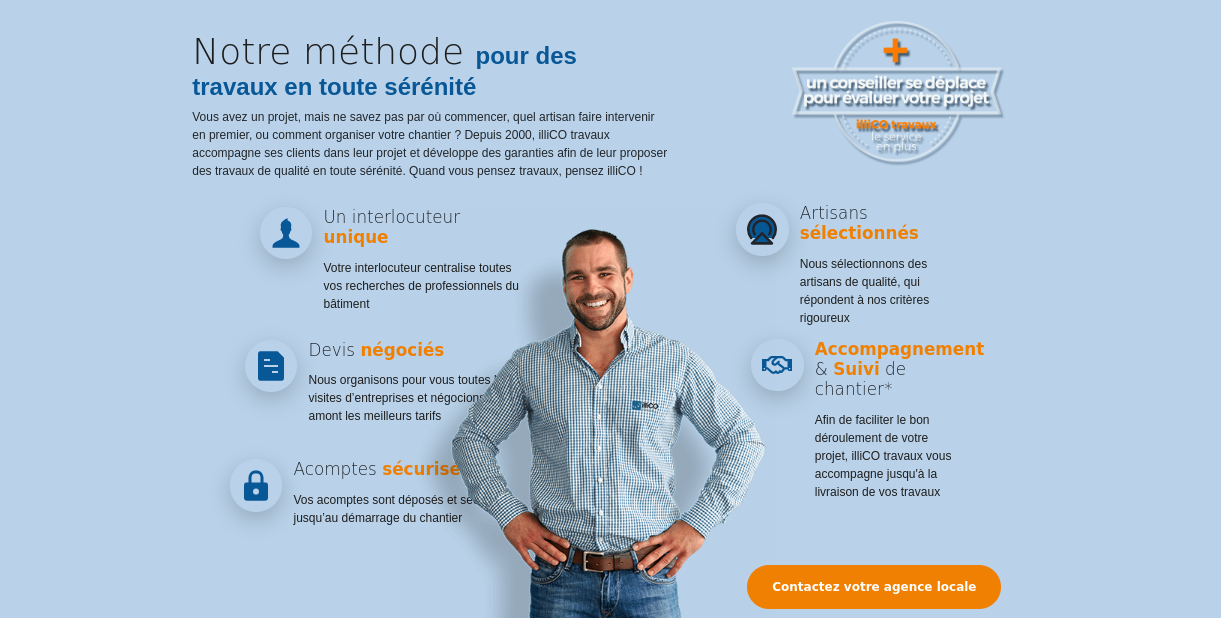 Notre méthode pour des
travaux en toute sérénité
Vous avez un projet, mais ne savez pas par où commencer, quel artisan faire intervenir
en premier, ou comment organiser votre chantier ? Depuis 2000, illiCO travaux
accompagne ses clients dans leur projet et développe des garanties afin de leur proposer
des travaux de qualité en toute sérénité. Quand vous pensez travaux, pensez illiCO !
un conseiller se déplace
pour évaluer votre projet
illiCO travaux
le service
en plus
Un interlocuteur
unique
Votre interlocuteur centralise toutes
vos recherches de professionnels du
bâtiment
Devis négociés
Nous organisons pour vous toutes
visites d'entreprises et négocions
amont les meilleurs tarifs
Acomptes sécurisé
Vos acomptes sont déposés et
jusqu'au démarrage du chantier
illiCO
Artisans
sélectionnés
Nous sélectionnons des
artisans de qualité, qui
répondent à nos critères
rigoureux
Accompagnement
& Suivi de
chantier*
Afin de faciliter le bon
déroulement de votre
projet, illiCO travaux vous
accompagne jusqu'à la
livraison de vos travaux
Contactez votre agence locale